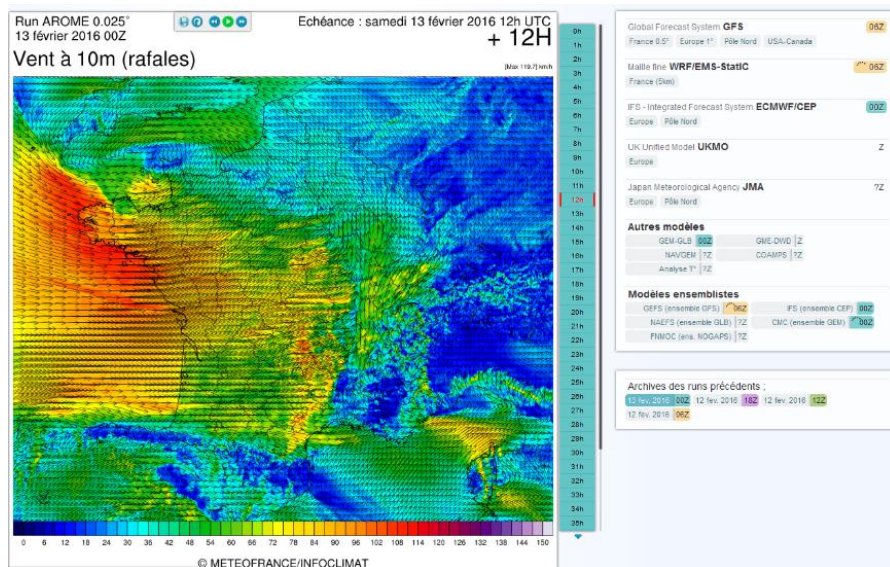 Run AROME 0.025°
13 février 2016 00Z
Echéance : samedi 13 février 2016 12h UTC
+ 12H
Vent à 10m (rafales)
[Max 119.7] km/h
0h
1h
2h
3h
4h
5h
6h
7h
8h
9h
10h
11h
12h
13h
14h
15h
16h
17h
18h
19h
20h
21h
22h
23h
24h
25h
26h
27h
28h
29h
30h
31h
32h
33h
34h
35h
0 6 12 18 24 30 36 42 48 54 60 66 72 78 84 90 96 102 108 114 120 126 132 138 144 150
© METEOFRANCE/INFOCLIMAT
Global Forecast System GFS 06Z
France 0.5° Europe 1° Pôle Nord USA-Canada
Maille fine WRF/EMS-StatIC 06Z
France (5km)
IFS - Integrated Forecast System ECMWF/CEP 00Z
Europe Pôle Nord
UK Unified Model UKMO Z
Europe
Japan Meteorological Agency JMA ?Z
Europe Pôle Nord
Autres modèles
GEM-GLB 00Z GME-DWD Z
NAVGEM ?Z COAMPS ?Z
Analyse T° ?Z
Modèles ensemblistes
GEFS (ensemble GFS) 06Z IFS (ensemble CEP) 00Z
NAEFS (ensemble GLB) ?Z CMC (ensemble GEM) 00Z
FNMOC (ens. NOGAPS) ?Z
Archives des runs précédents :
13 fev. 2016 00Z 12 fev. 2016 18Z 12 fev. 2016 12Z
12 fev. 2016 06Z